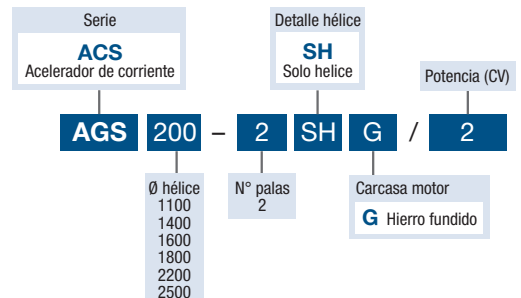 Serie
ACS
Acelerador de corriente
Detalle hélice
SH
Solo helice
Potencia (CV)
AGS 200 – 2 SH G / 2
Ø hélice
1100
1400
1600
1800
2200
2500
N° palas
2
Carcasa motor
G Hierro fundido